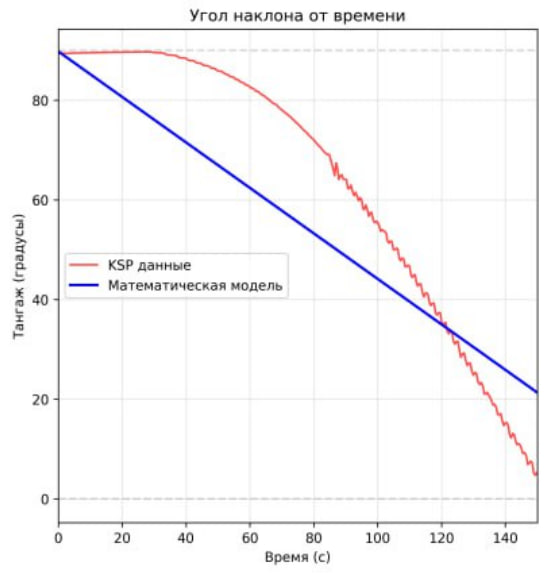 Угол наклона от времени
Тангаж (градусы)
80
60
40
20
0
KSP данные
Математическая модель
0 20 40 60 80 100 120 140
Время (с)